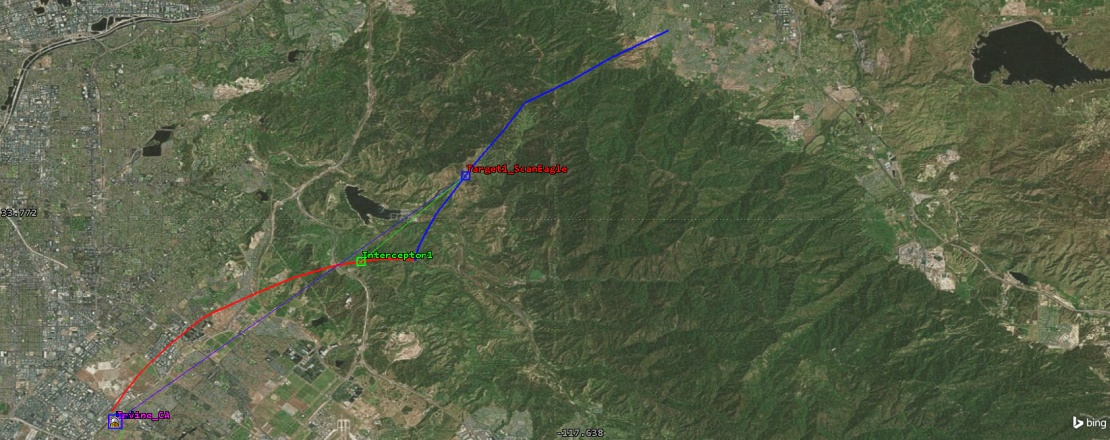 Target1_ScanEagle
33.772
Interceptor1
Irvine_CA
-117.638
bing